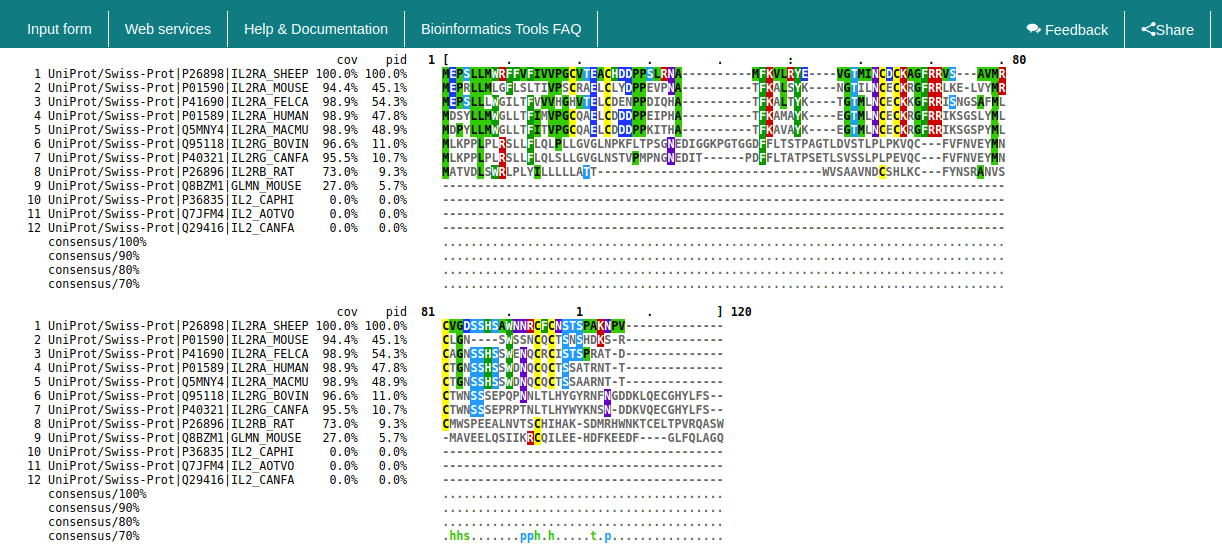 Input form Web services Help & Documentation Bioinformatics Tools FAQ Feedback Share
cov pid 1 [ . . . . : . . . 80
1 UniProt/Swiss-Prot|P26898|IL2RA_SHEEP 100.0% 100.0% MEPSLLMWRFFVFIVVPGCVTEACHDDPPSLRNA----------MFKVLRYE----VGTMINCDCKAGFRRVS---AVMR
2 UniProt/Swiss-Prot|P01590|IL2RA_MOUSE 94.4% 45.1% MEPRLLMLGFLSLTIVPSCRAELCLYDPPEVPNA----------TFKALSYK----NGTILNCECKRGFRRLKE-LVYMR
3 UniProt/Swiss-Prot|P41690|IL2RA_FELCA 98.9% 54.3% MEPSLLLWGILTFVVVHGHVTELCDENPPDIQHA----------TFKALTYK----TGTMLNCECKKGFRRISNGSAFML
4 UniProt/Swiss-Prot|P01589|IL2RA_HUMAN 98.9% 47.8% MDSYLLMWGLLTFIMVPGCQAELCDDDPPEIPHA----------TFKAMAYK----EGTMLNCECKRGFRRIKSGSLYML
5 UniProt/Swiss-Prot|Q5MNY4|IL2RA_MACMU 98.9% 48.9% MDPYLLMWGLLTFITVPGCQAELCDDDPPKITHA----------TFKAVAYK----EGTMLNCECKRGFRRIKSGSPYML
6 UniProt/Swiss-Prot|Q95118|IL2RG_BOVIN 96.6% 11.0% MLKPPLPLRSLLFLQLPLLGVGLNPKFLTPSGNEDIGGKPGTGGDFFLTSTPAGTLDVSTLPLPKVQC---FVFNVEYMN
7 UniProt/Swiss-Prot|P40321|IL2RG_CANFA 95.5% 10.7% MLKPPLPLRSLLFLQLSLLGVGLNSTVPMPNGNEDIT------PDFFLTATPSETLSVSSLPLPEVQC---FVFNVEYMN
8 UniProt/Swiss-Prot|P26896|IL2RB_RAT 73.0% 9.3% MATVDLSWRLPLYILLLLLATT--------------------------------WVSAAVNDCSHLKC---FYNSRANVS
9 UniProt/Swiss-Prot|Q8BZM1|GLMN_MOUSE 27.0% 5.7% --------------------------------------------------------------------------------
10 UniProt/Swiss-Prot|P36835|IL2_CAPHI 0.0% 0.0% --------------------------------------------------------------------------------
11 UniProt/Swiss-Prot|Q7JFM4|IL2_AOTVO 0.0% 0.0% --------------------------------------------------------------------------------
12 UniProt/Swiss-Prot|Q29416|IL2_CANFA 0.0% 0.0% --------------------------------------------------------------------------------
consensus/100% ................................................................................
consensus/90% ................................................................................
consensus/80% ................................................................................
consensus/70% ................................................................................
cov pid 81 . 1 . ] 120
1 UniProt/Swiss-Prot|P26898|IL2RA_SHEEP 100.0% 100.0% CVGDSSHSAWNNRCFCNSTSPAKNPV--------------
2 UniProt/Swiss-Prot|P01590|IL2RA_MOUSE 94.4% 45.1% CLGN----SWSSNCQCTSNSHDKS-R--------------
3 UniProt/Swiss-Prot|P41690|IL2RA_FELCA 98.9% 54.3% CAGNSSHSSWENQCRCISTSPRAT-D--------------
4 UniProt/Swiss-Prot|P01589|IL2RA_HUMAN 98.9% 47.8% CTGNSSHSSWDNQCQCTSSATRNT-T--------------
5 UniProt/Swiss-Prot|Q5MNY4|IL2RA_MACMU 98.9% 48.9% CTGNSSHSSWDNQCQCTSSAARNT-T--------------
6 UniProt/Swiss-Prot|Q95118|IL2RG_BOVIN 96.6% 11.0% CTWNSSSEPQPNNLTLHYGYRNFNGDDKLQECGHYLFS--
7 UniProt/Swiss-Prot|P40321|IL2RG_CANFA 95.5% 10.7% CTWNSSSEPRPTNLTLHYWYKNSN-DDKVQECGHYLFS--
8 UniProt/Swiss-Prot|P26896|IL2RB_RAT 73.0% 9.3% CMWSPEEALNVTSCHIHAK-SDMRHWNKTCELTPVRQASW
9 UniProt/Swiss-Prot|Q8BZM1|GLMN_MOUSE 27.0% 5.7% -MAVEELQSIIKRCQILEE-HDFKEEDF----GLFQLAGQ
10 UniProt/Swiss-Prot|P36835|IL2_CAPHI 0.0% 0.0% ----------------------------------------
11 UniProt/Swiss-Prot|Q7JFM4|IL2_AOTVO 0.0% 0.0% ----------------------------------------
12 UniProt/Swiss-Prot|Q29416|IL2_CANFA 0.0% 0.0% ----------------------------------------
consensus/100% ........................................
consensus/90% ........................................
consensus/80% ........................................
consensus/70% .hhs.......pph.h.....t.p................